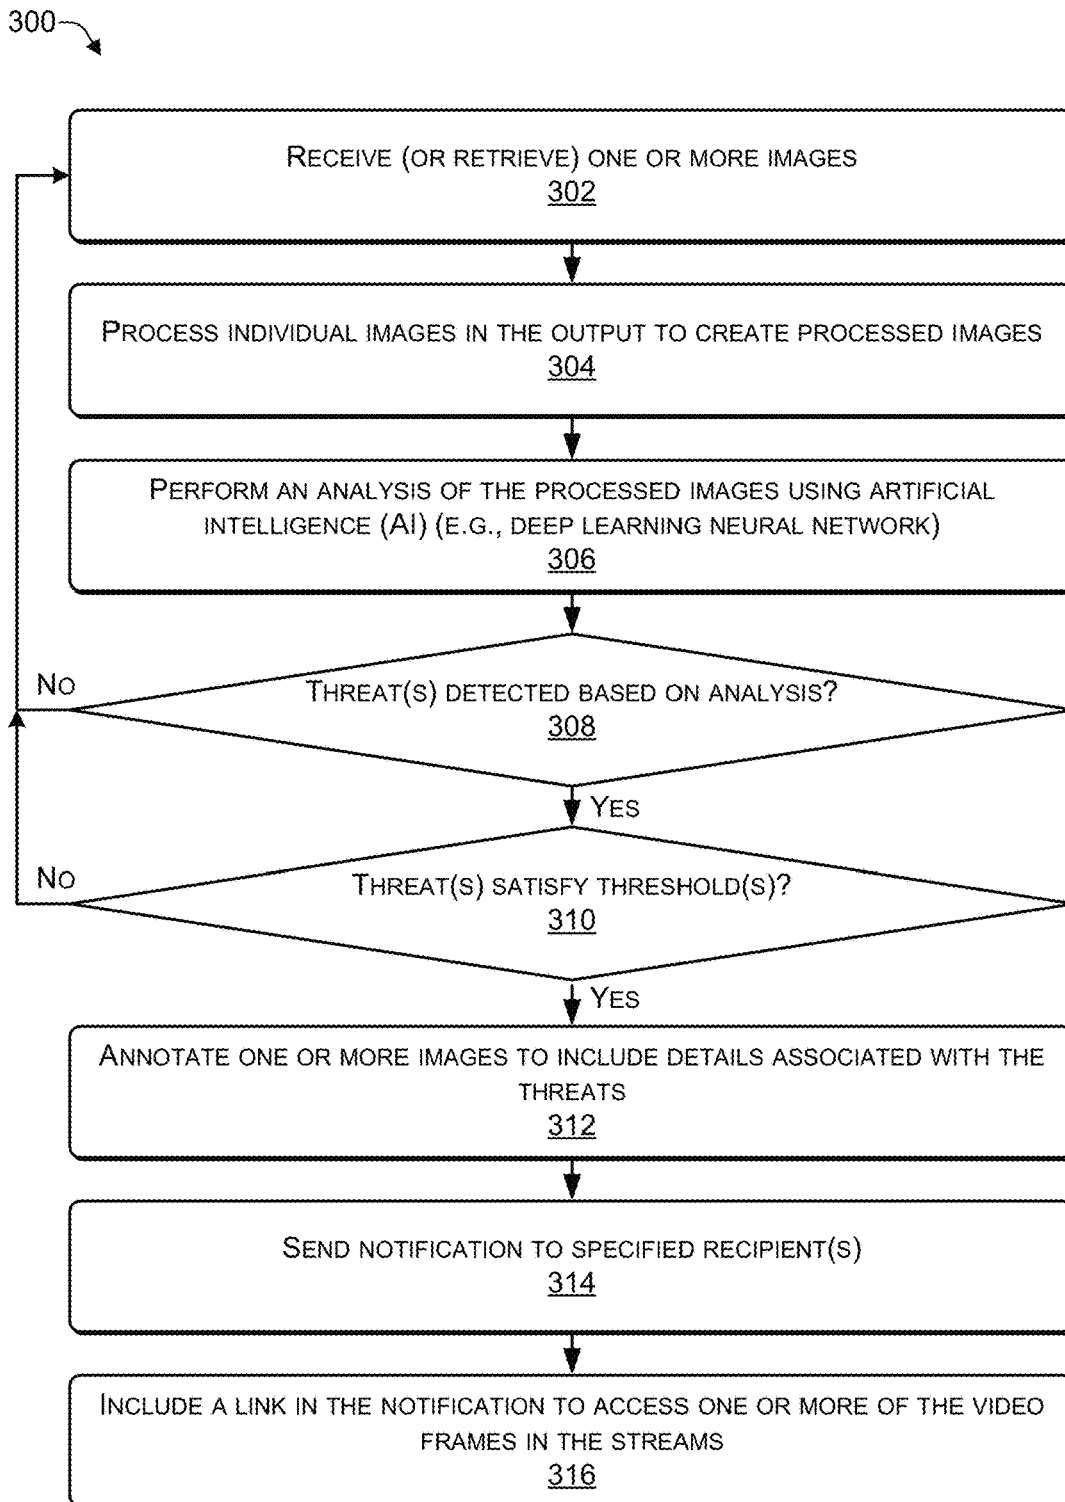 300
RECEIVE (OR RETRIEVE) ONE OR MORE IMAGES
302
PROCESS INDIVIDUAL IMAGES IN THE OUTPUT TO CREATE PROCESSED IMAGES
304
PERFORM AN ANALYSIS OF THE PROCESSED IMAGES USING ARTIFICIAL
INTELLIGENCE (AI) (E.G., DEEP LEARNING NEURAL NETWORK)
306
NO
THREAT(S) DETECTED BASED ON ANALYSIS?
308
YES
NO
THREAT(S) SATISFY THRESHOLD(S)?
310
YES
ANNOTATE ONE OR MORE IMAGES TO INCLUDE DETAILS ASSOCIATED WITH THE
THREATS
312
SEND NOTIFICATION TO SPECIFIED RECIPIENT(S)
314
INCLUDE A LINK IN THE NOTIFICATION TO ACCESS ONE OR MORE OF THE VIDEO
FRAMES IN THE STREAMS
316